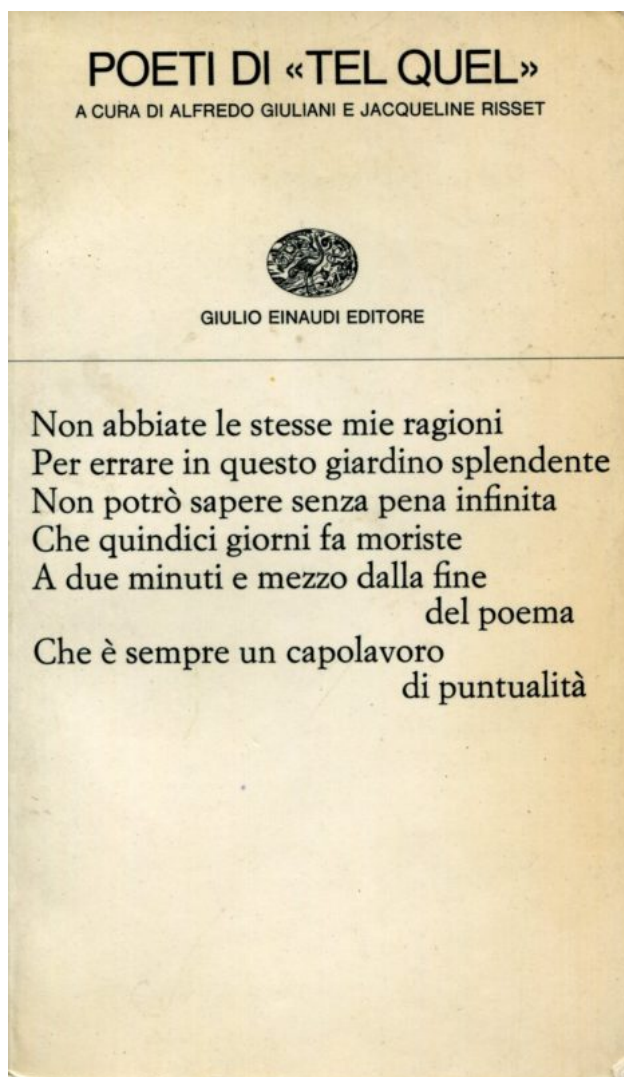 POETI DI «TEL QUEL»
A CURA DI ALFREDO GIULIANI E JACQUELINE RISSET
GIULIO EINAUDI EDITORE
Non abbiate le stesse mie ragioni
Per errare in questo giardino splendente
Non potrò sapere senza pena infinita
Che quindici giorni fa moriste
A due minuti e mezzo dalla fine
del poema
Che è sempre un capolavoro
di puntualità